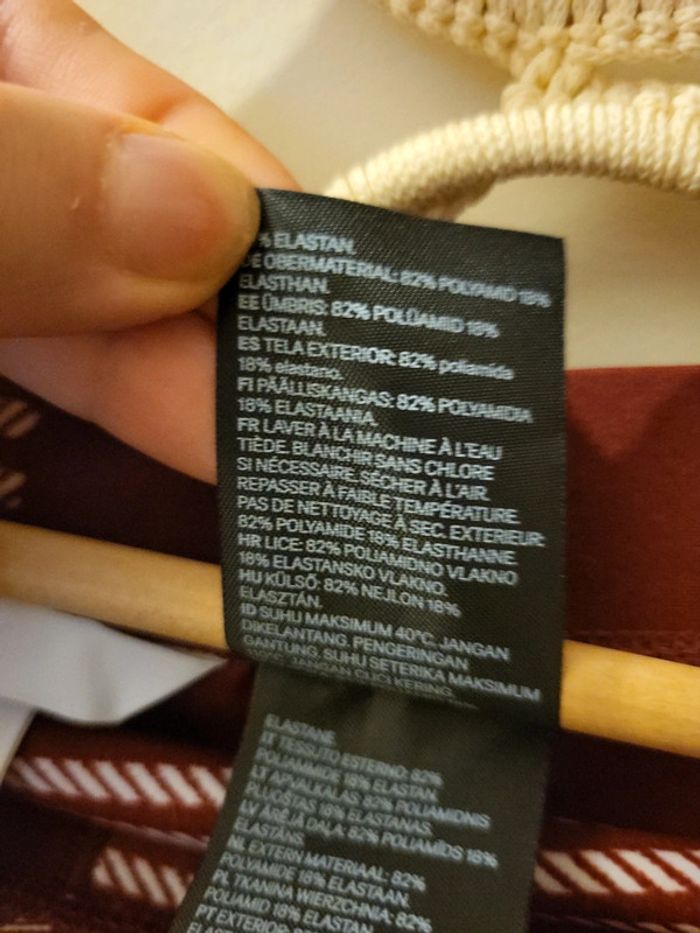 % ELASTAN.
DE OBERMATERIAL: 82% POLYAMID 18%
ELASTHAN.
EE ÜMBRIS: 82% POLÜAMIID 18%
ELASTAAN.
ES TELA EXTERIOR: 82% poliamida
18% elastano.
FI PÄÄLLISKANGAS: 82% POLYAMIDIA
18% ELASTAANIA.
FR LAVER À LA MACHINE À L'EAU
TIÈDE. BLANCHIR SANS CHLORE
SI NÉCESSAIRE. SÉCHER À L'AIR.
REPASSER À FAIBLE TEMPÉRATURE.
PAS DE NETTOYAGE À SEC. EXTERIEUR:
82% POLYAMIDE 18% ELASTHANNE.
HR LICE: 82% POLIAMIDNO VLAKNO
18% ELASTANSKO VLAKNO.
HU KÜLSŐ: 82% NEJLON 18%
ELASZTÁN.
ID SUHU MAKSIMUM 40°C. JANGAN
DIKELANTANG. PENGERINGAN
GANTUNG. SUHU SETERIKA MAKSIMUM
JANGAN CUCI KERING.
ELASTANE.
IT TESSUTO ESTERNO: 82%
POLIAMMIDE 18% ELASTAN.
LT APVALKALAS: 82% POLIAMIDINIS
PLUOŠTAS 18% ELASTANAS.
LV ĀRĒJĀ DAĻA: 82% POLIAMĪDS 18%
ELASTĀNS.
NL EXTERN MATERIAAL: 82%
POLYAMIDE 18% ELASTAAN.
PL TKANINA WIERZCHNIA: 82%
POLIAMID 18% ELASTAN.
PT EXTERIOR: